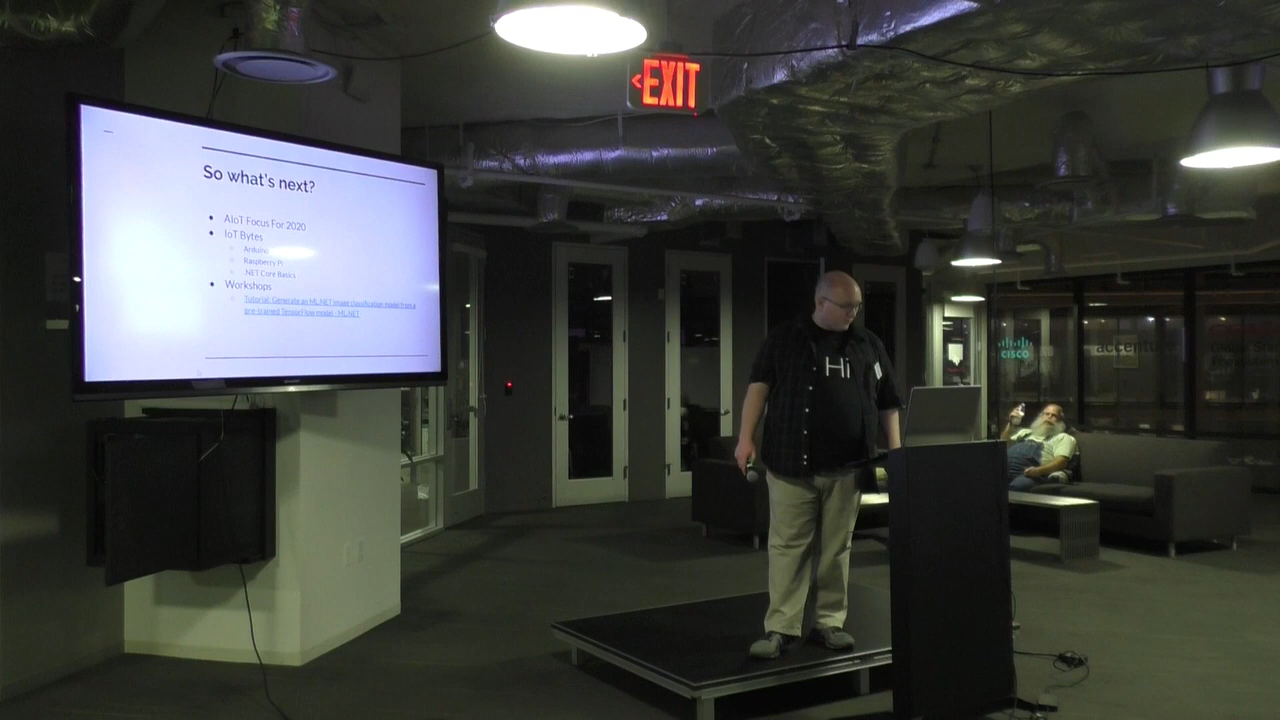 <EXIT
So what's next?
AIoT Focus For 2020
IoT Bytes
Arduino
Raspberry Pi
.NET Core Basics
Workshops
Tutorial: Generate an ML.NET image classification model from a
pre-trained TensorFlow model - ML.NET
Hi
CISCO